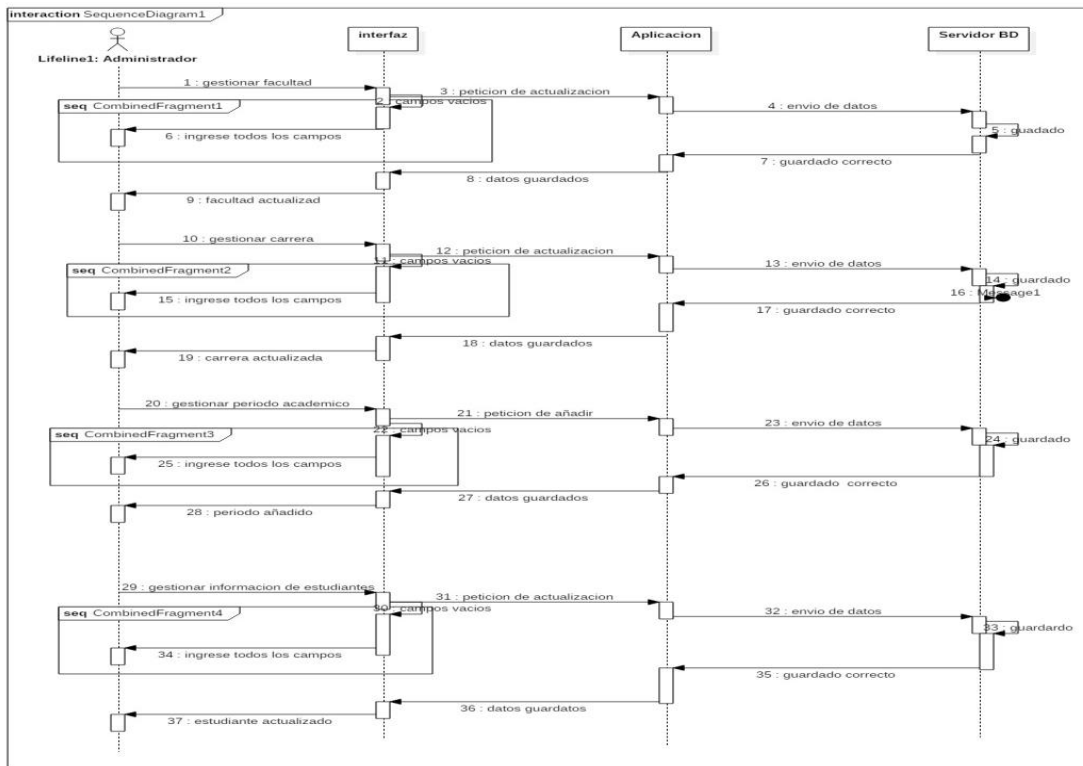 interaction SequenceDiagram1
Lifeline1: Administrador
interfaz
Aplicacion
Servidor BD
1 : gestionar facultad
2 : campos vacios
3 : peticion de actualizacion
seq CombinedFragment1
4 : envio de datos
5 : guadado
6 : ingrese todos los campos
7 : guardado correcto
8 : datos guardados
9 : facultad actualizad
10 : gestionar carrera
11 : campos vacios
12 : peticion de actualizacion
seq CombinedFragment2
13 : envio de datos
14 : guardado
15 : ingrese todos los campos
16 : Message1
17 : guardado correcto
18 : datos guardados
19 : carrera actualizada
20 : gestionar periodo academico
21 : peticion de añadir
22 : campos vacios
seq CombinedFragment3
23 : envio de datos
24 : guardado
25 : ingrese todos los campos
26 : guardado correcto
27 : datos guardados
28 : periodo añadido
29 : gestionar informacion de estudiantes
30 : campos vacios
31 : peticion de actualizacion
seq CombinedFragment4
32 : envio de datos
33 : guardardo
34 : ingrese todos los campos
35 : guardado correcto
36 : datos guardatos
37 : estudiante actualizado